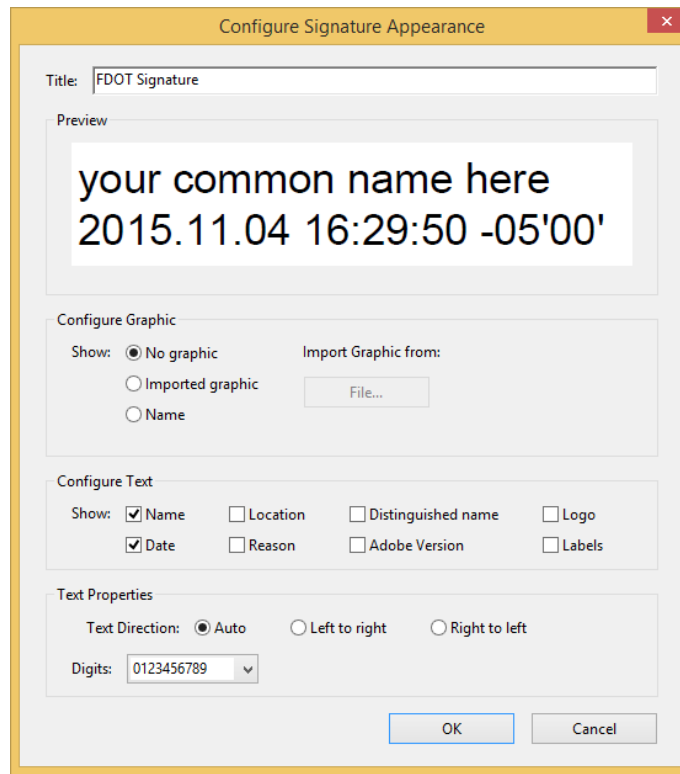 Configure Signature Appearance
Title: FDOT Signature
Preview
your common name here
2015.11.04 16:29:50 -05'00'
Configure Graphic
Show: No graphic Import Graphic from:
Imported graphic File...
Name
Configure Text
Show: Name Location Distinguished name Logo
Date Reason Adobe Version Labels
Text Properties
Text Direction: Auto Left to right Right to left
Digits: 0123456789
OK Cancel